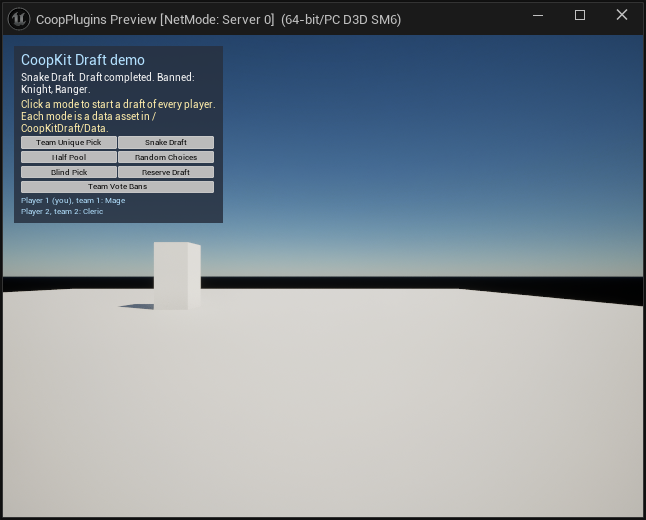 CoopPlugins Preview [NetMode: Server 0] (64-bit/PC D3D SM6)
CoopKit Draft demo
Snake Draft. Draft completed. Banned:
Knight, Ranger.
Click a mode to start a draft of every player.
Each mode is a data asset in /
CoopKitDraft/Data.
Team Unique Pick
Snake Draft
Half Pool
Random Choices
Blind Pick
Reserve Draft
Team Vote Bans
Player 1 (you), team 1: Mage
Player 2, team 2: Cleric